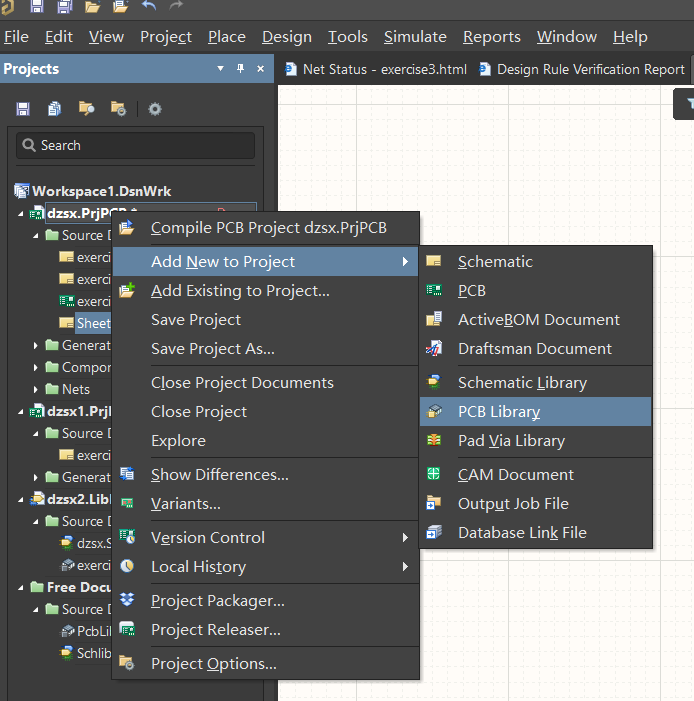 File Edit View Project Place Design Tools Simulate Reports Window Help
Projects
Net Status - exercise3.html Design Rule Verification Report
Search
Workspace1.DsnWrk
dzsx.PrjPCB *
Source D
exerci
exerci
exerci
Sheet
Generat
Compor
Nets
dzsx1.Prj
Source D
exerci
Generat
dzsx2.Lib
Source D
dzsx.S
exerci
Free Docu
Source D
PcbLib
Schlib
Compile PCB Project dzsx.PrjPCB
Add New to Project
Add Existing to Project...
Save Project
Save Project As...
Close Project Documents
Close Project
Explore
Show Differences...
Variants...
Version Control
Local History
Project Packager...
Project Releaser...
Project Options...
Schematic
PCB
ActiveBOM Document
Draftsman Document
Schematic Library
PCB Library
Pad Via Library
CAM Document
Output Job File
Database Link File